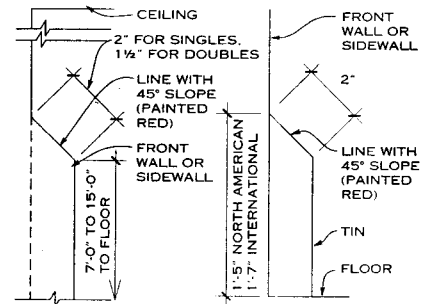 CEILING
2" FOR SINGLES,
1½" FOR DOUBLES
LINE WITH
45° SLOPE
(PAINTED
RED)
FRONT
WALL OR
SIDEWALL
7'-0" TO 15'-0"
TO FLOOR
FRONT
WALL OR
SIDEWALL
2"
LINE WITH
45° SLOPE
(PAINTED
RED)
TIN
FLOOR
1'-5" NORTH AMERICAN
1'-7" INTERNATIONAL